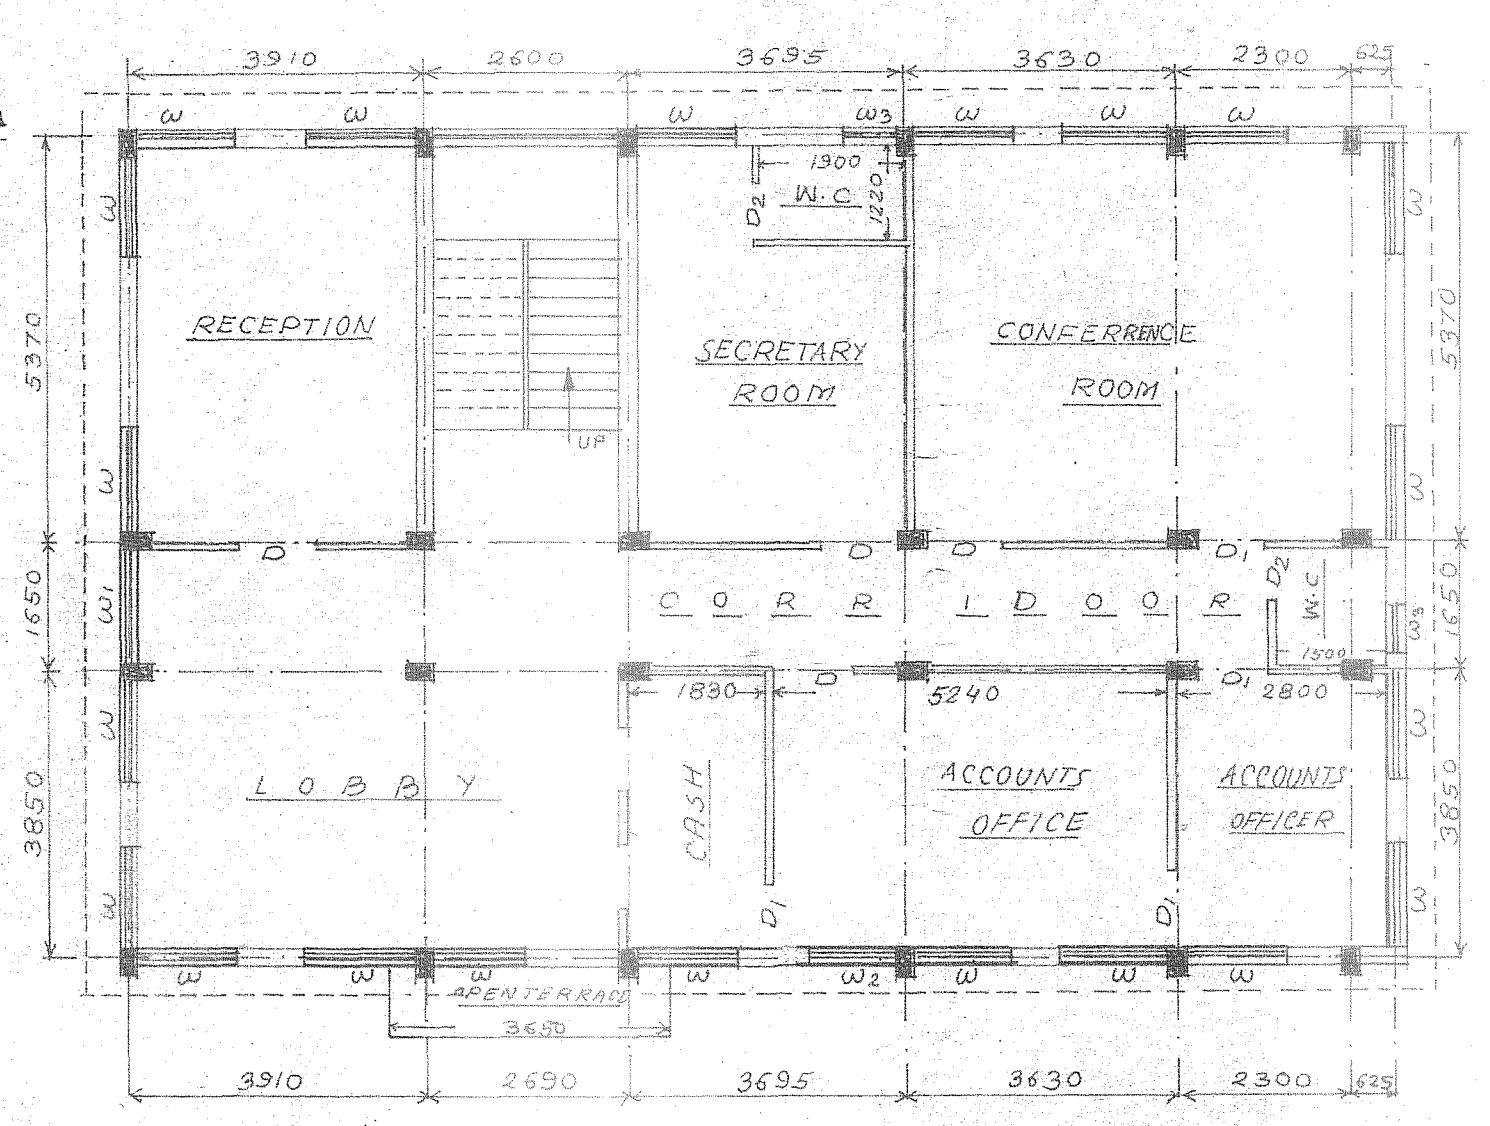 3910 2600 3695 3630 2300 625
W W W W3 W W W
1900
W.C
D2
1220
W W
RECEPTION
SECRETARY
ROOM
CONFERRENCE
ROOM
5370
5370
UP
W W
D D D D1
D2
W.C
1650
W1
CORRIDOOR
W3
1650
1500
1830 D 5240 D1 2800
W W
LOBBY
CASH
ACCOUNTS
OFFICE
ACCOUNTS
OFFICER
3850
3850
W W
D1 D1
W W W W W2 W W W
OPEN TERRACE
3650
3910 2690 3695 3630 2300 625